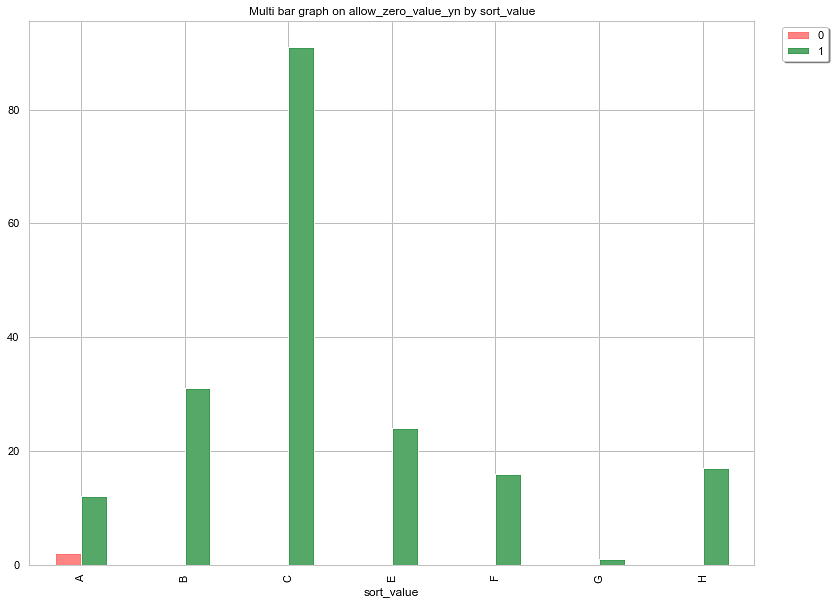 Multi bar graph on allow_zero_value_yn by sort_value
0
1
80
60
40
20
0
A
B
C
E
F
G
H
sort_value